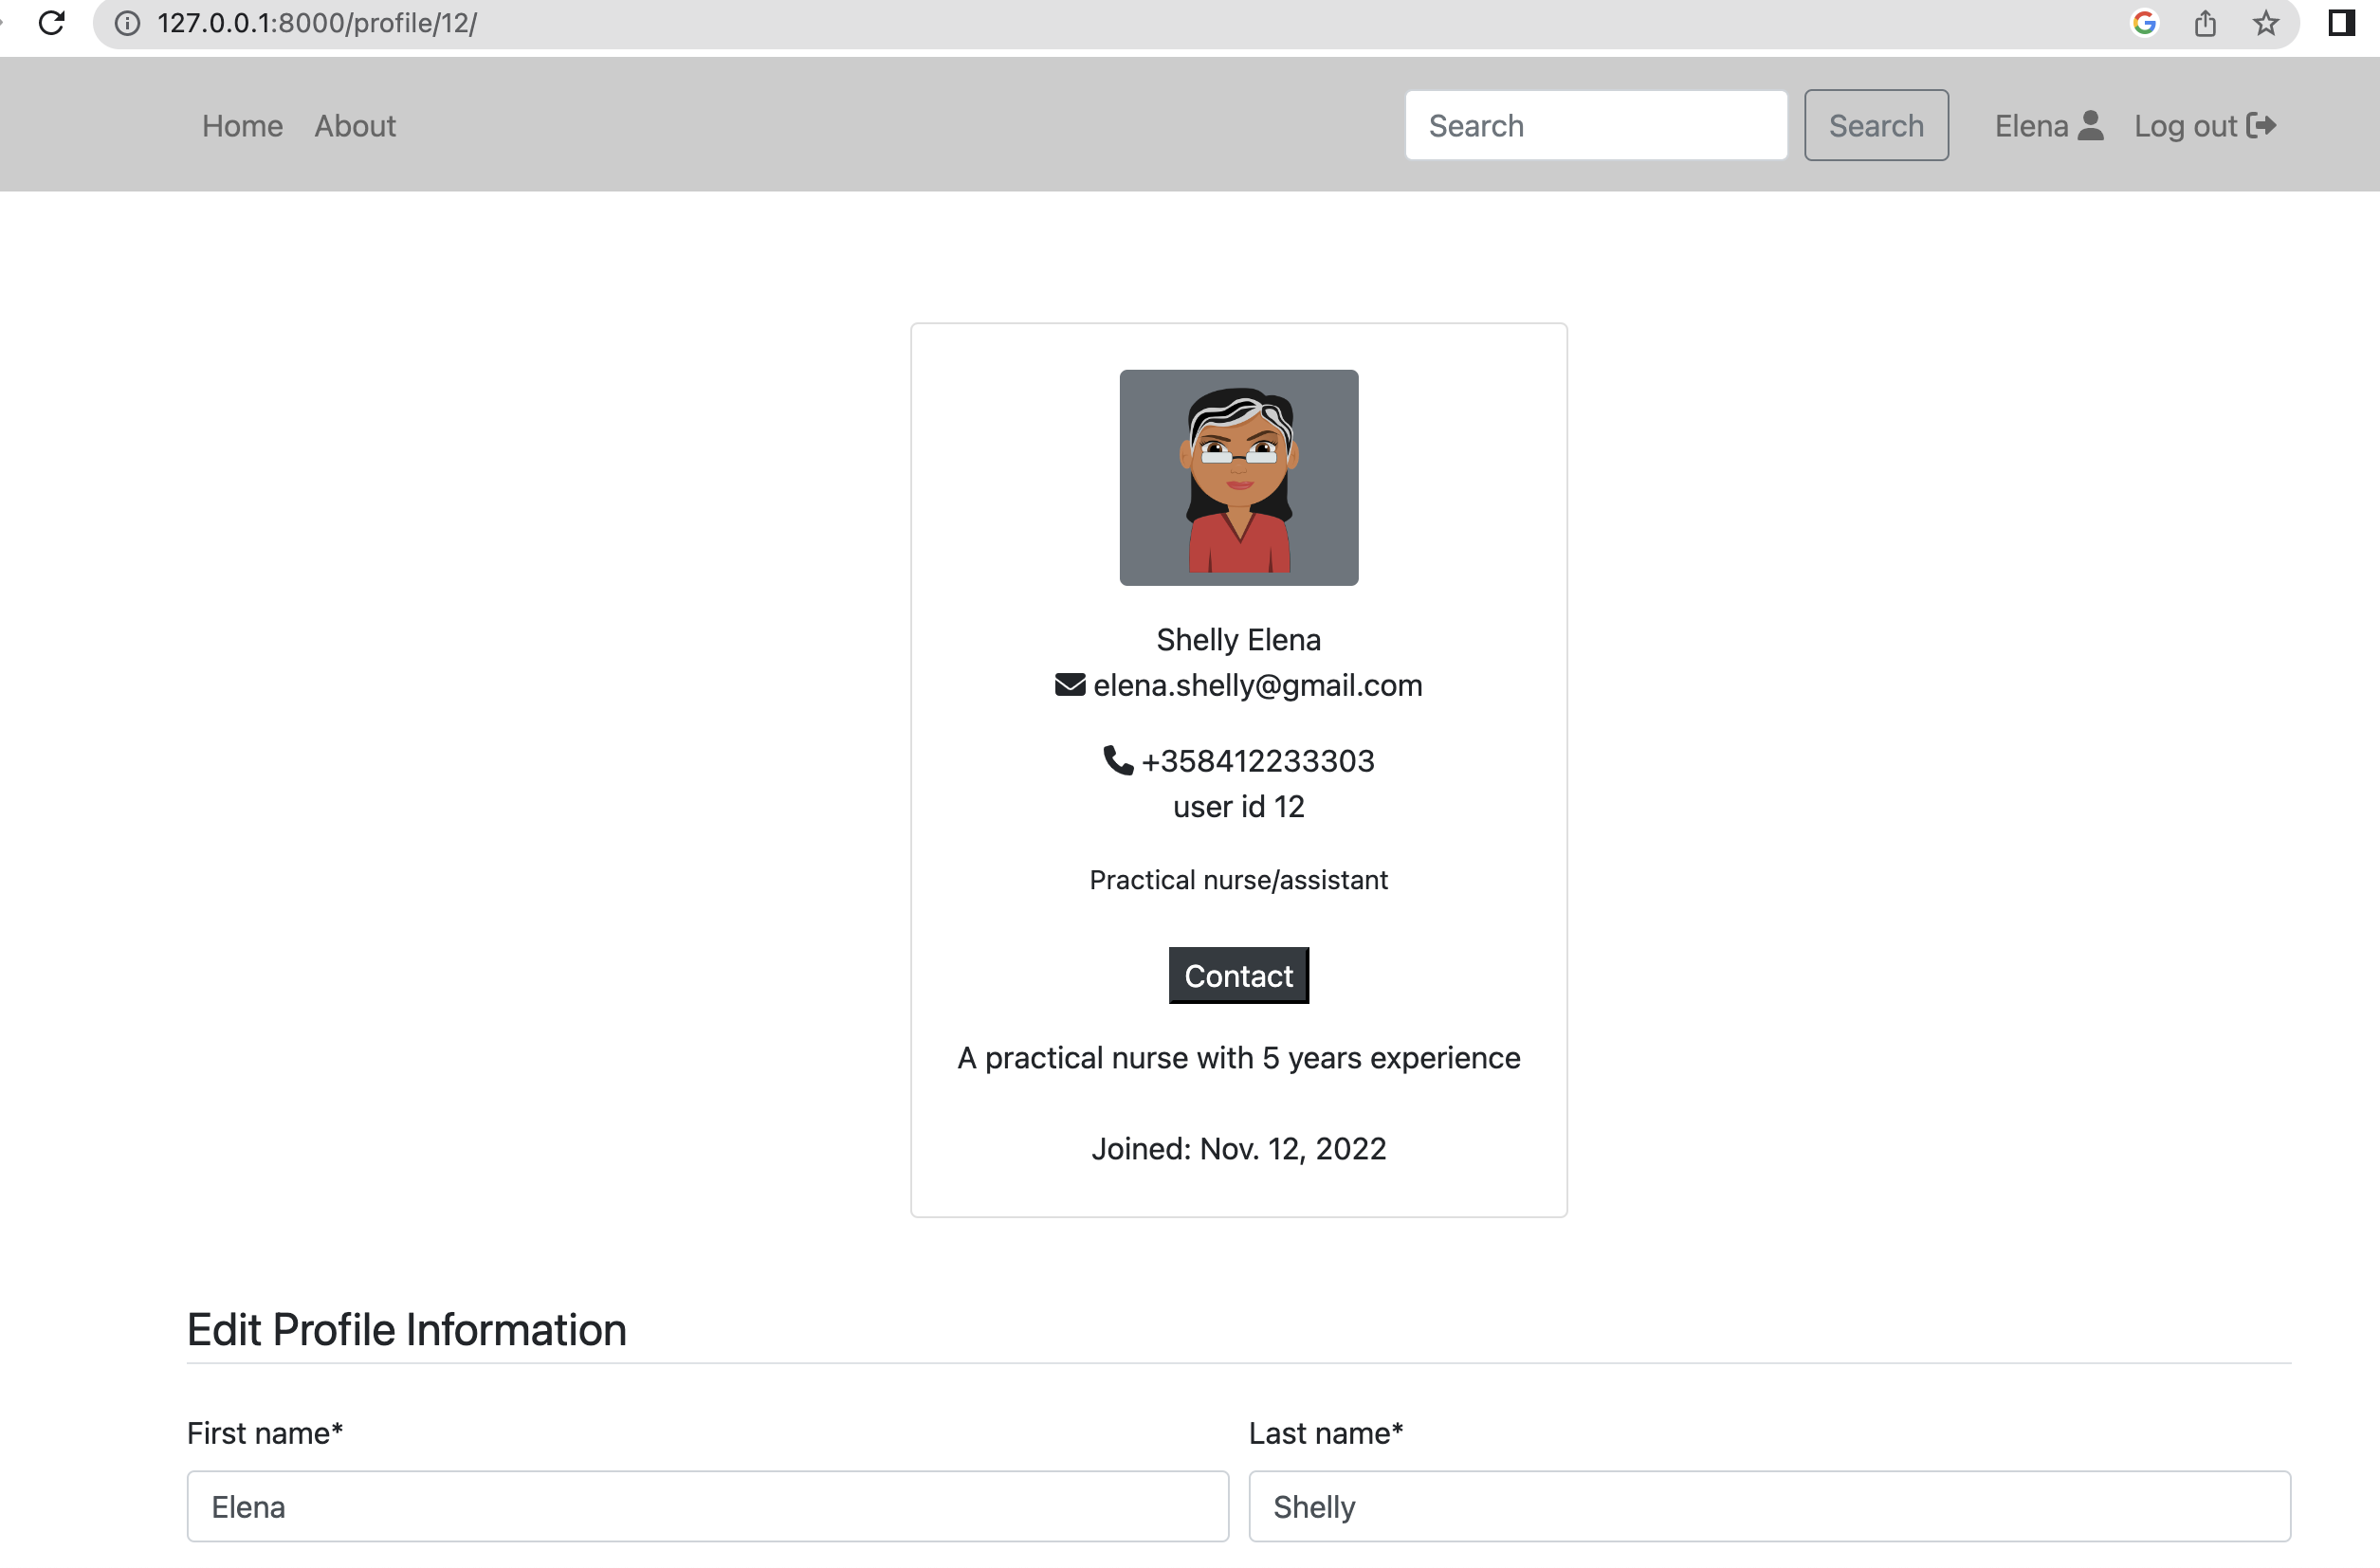 127.0.0.1:8000/profile/12/
Home About Search Search Elena Log out
Shelly Elena
elena.shelly@gmail.com
+358412233303
user id 12
Practical nurse/assistant
Contact
A practical nurse with 5 years experience
Joined: Nov. 12, 2022
Edit Profile Information
First name* Last name*
Elena Shelly